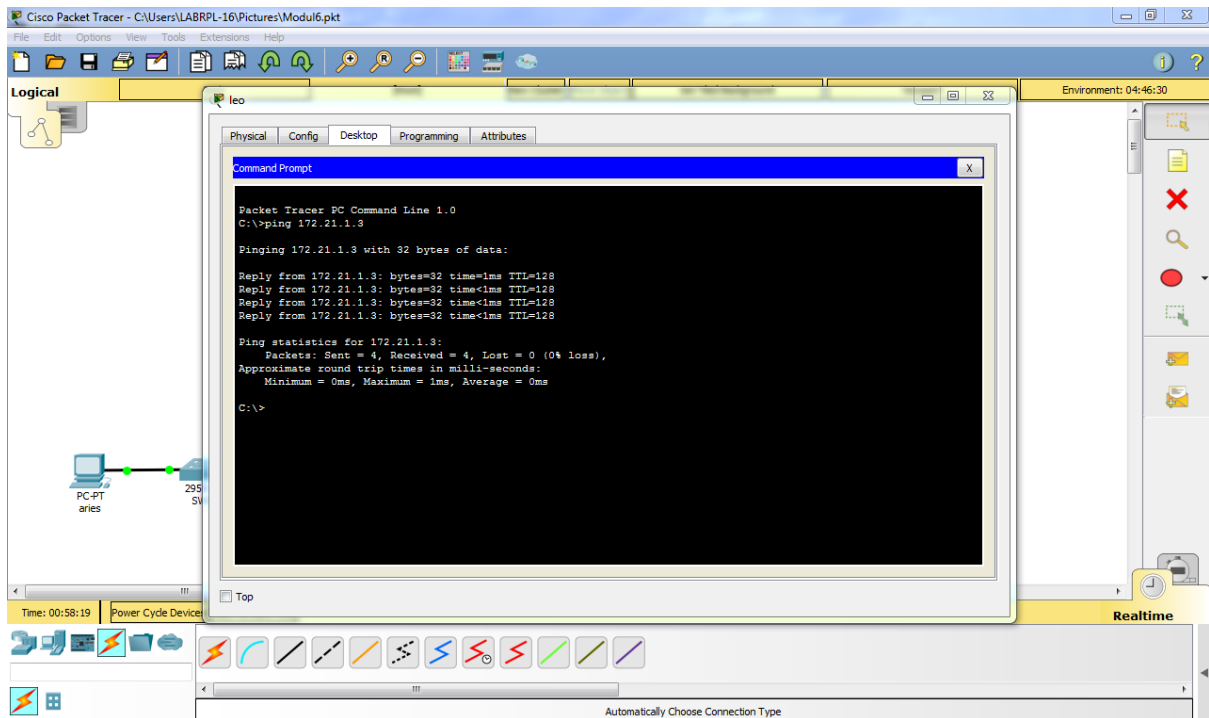 Cisco Packet Tracer - C:\Users\LABRPL-16\Pictures\Modul6.pkt
File Edit Options View Tools Extensions Help
Logical
Environment: 04:46:30
leo
Physical Config Desktop Programming Attributes
Command Prompt
X
Packet Tracer PC Command Line 1.0
C:\>ping 172.21.1.3
Pinging 172.21.1.3 with 32 bytes of data:
Reply from 172.21.1.3: bytes=32 time=1ms TTL=128
Reply from 172.21.1.3: bytes=32 time<1ms TTL=128
Reply from 172.21.1.3: bytes=32 time<1ms TTL=128
Reply from 172.21.1.3: bytes=32 time<1ms TTL=128
Ping statistics for 172.21.1.3:
Packets: Sent = 4, Received = 4, Lost = 0 (0% loss),
Approximate round trip times in milli-seconds:
Minimum = 0ms, Maximum = 1ms, Average = 0ms
C:\>
PC-PT
aries
295
SW
Top
Time: 00:58:19 Power Cycle Device
Realtime
Automatically Choose Connection Type